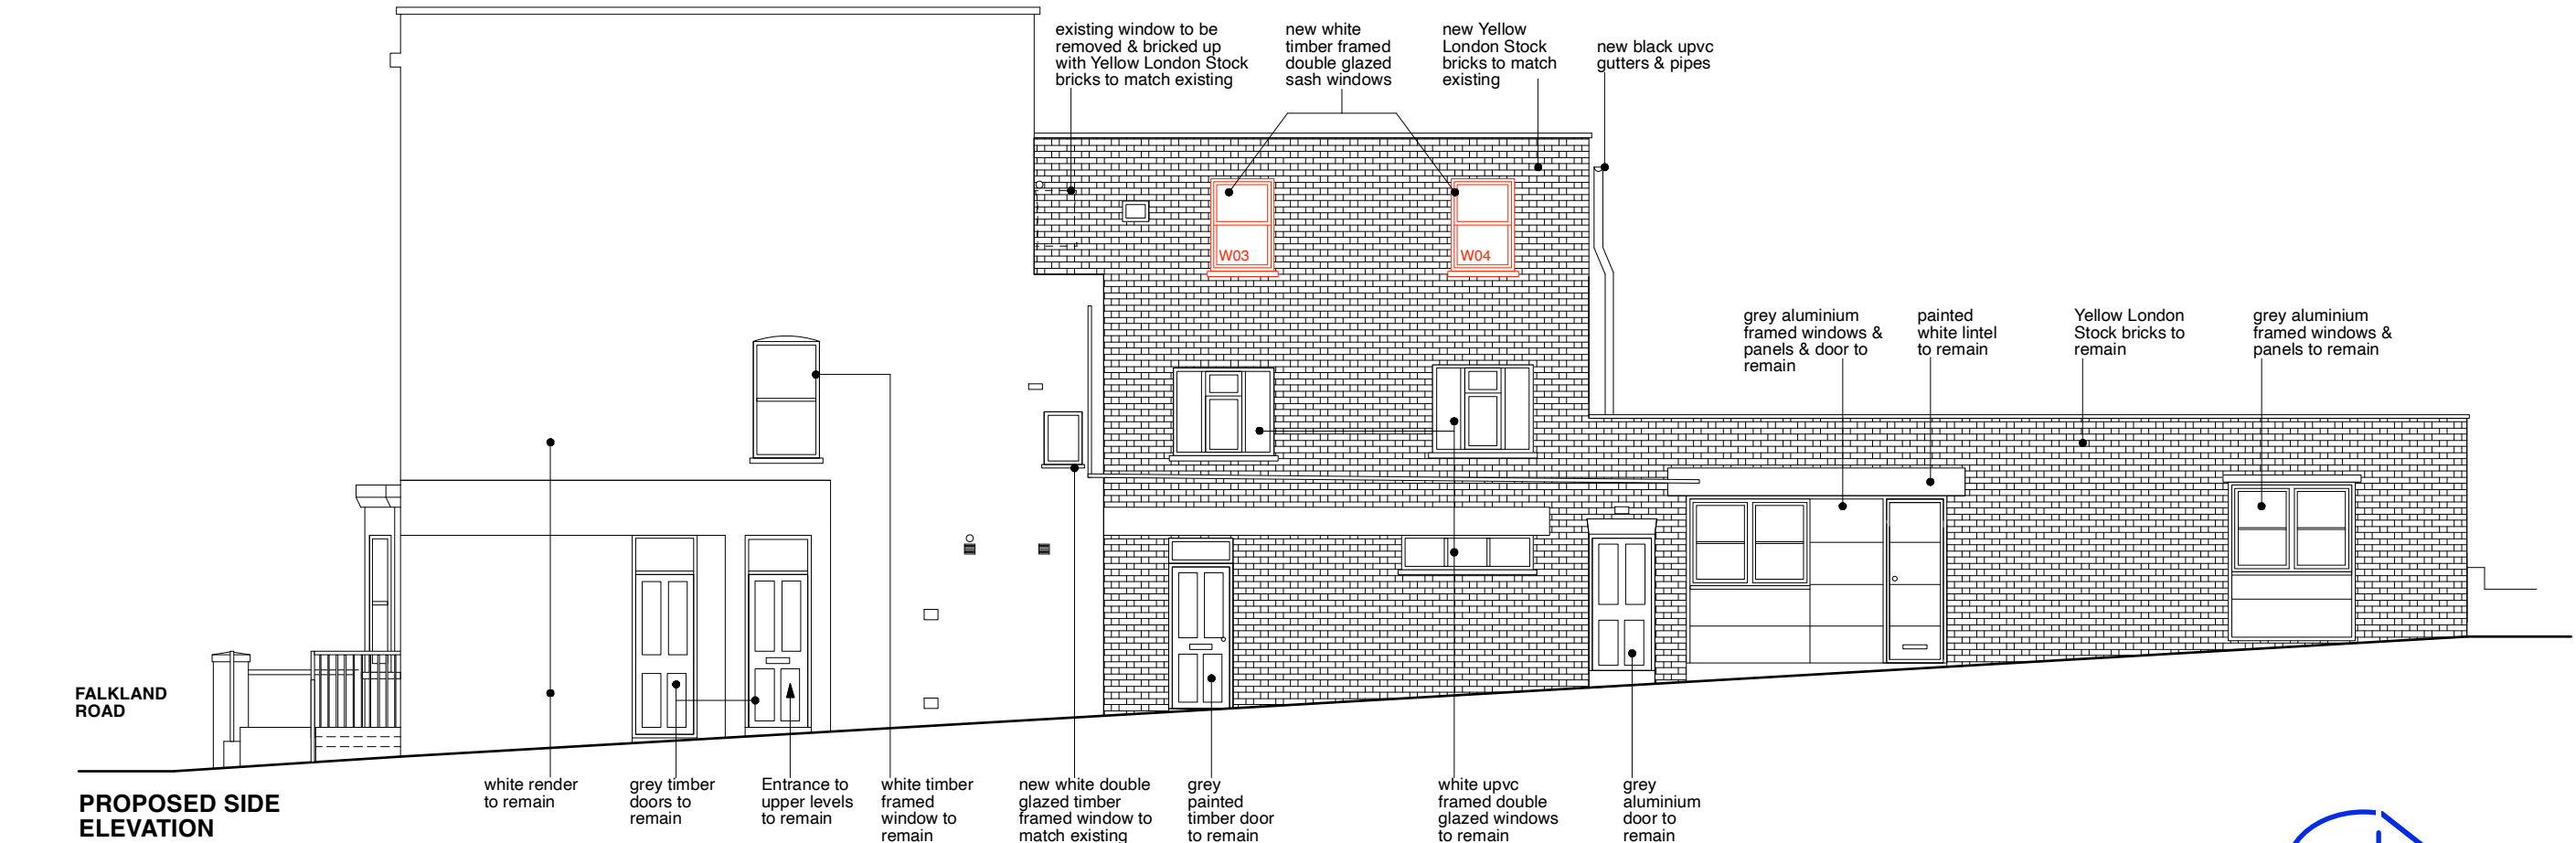 existing window to be
removed & bricked up
with Yellow London Stock
bricks to match existing
new white
timber framed
double glazed
sash windows
new Yellow
London Stock
bricks to match
existing
new black upvc
gutters & pipes
W03
W04
grey aluminium
framed windows &
panels & door to
remain
painted
white lintel
to remain
Yellow London
Stock bricks to
remain
grey aluminium
framed windows &
panels to remain
FALKLAND
ROAD
PROPOSED SIDE
ELEVATION
white render
to remain
grey timber
doors to
remain
Entrance to
upper levels
to remain
white timber
framed
window to
remain
new white double
glazed timber
framed window to
match existing
grey
painted
timber door
to remain
white upvc
framed double
glazed windows
to remain
grey
aluminium
door to
remain